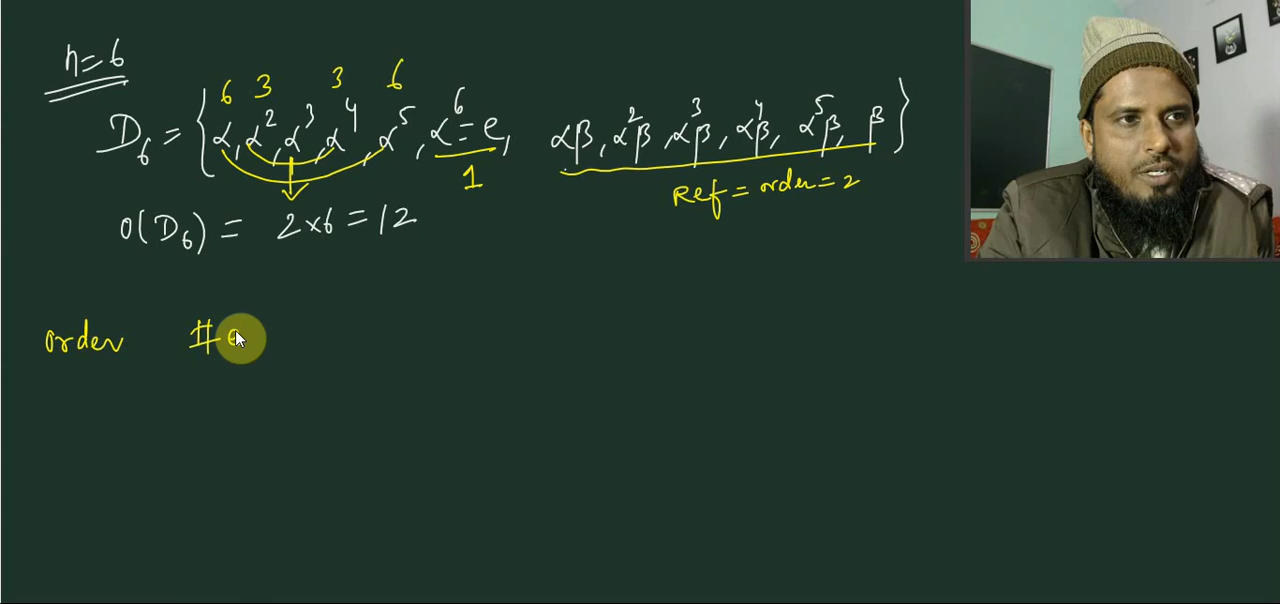 n=6
6 3 3 6
D₆ = {α, α², α³, α⁴, α⁵, α⁶=e, αβ, α²β, α³β, α⁴β, α⁵β, β}
1
Ref = order = 2
O(D₆) = 2×6 = 12
order #e